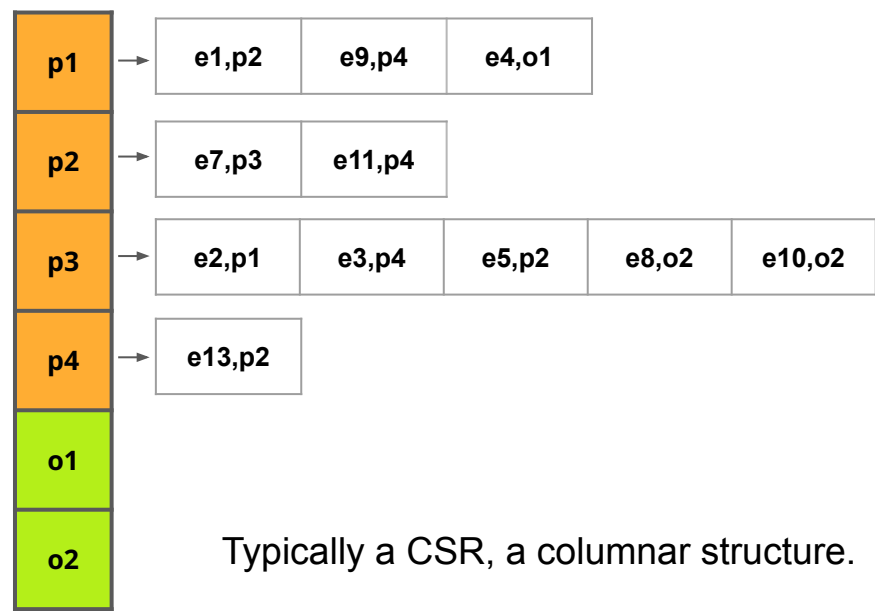 p1 e1,p2 e9,p4 e4,o1
p2 e7,p3 e11,p4
p3 e2,p1 e3,p4 e5,p2 e8,o2 e10,o2
p4 e13,p2
o1
o2
Typically a CSR, a columnar structure.